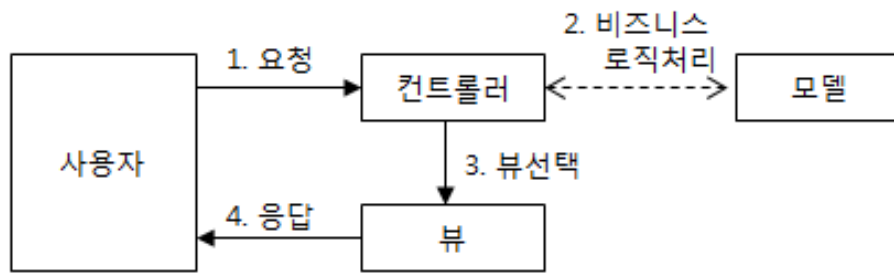 2. 비즈니스
로직처리
1. 요청
컨트롤러
모델
사용자
3. 뷰선택
4. 응답
뷰